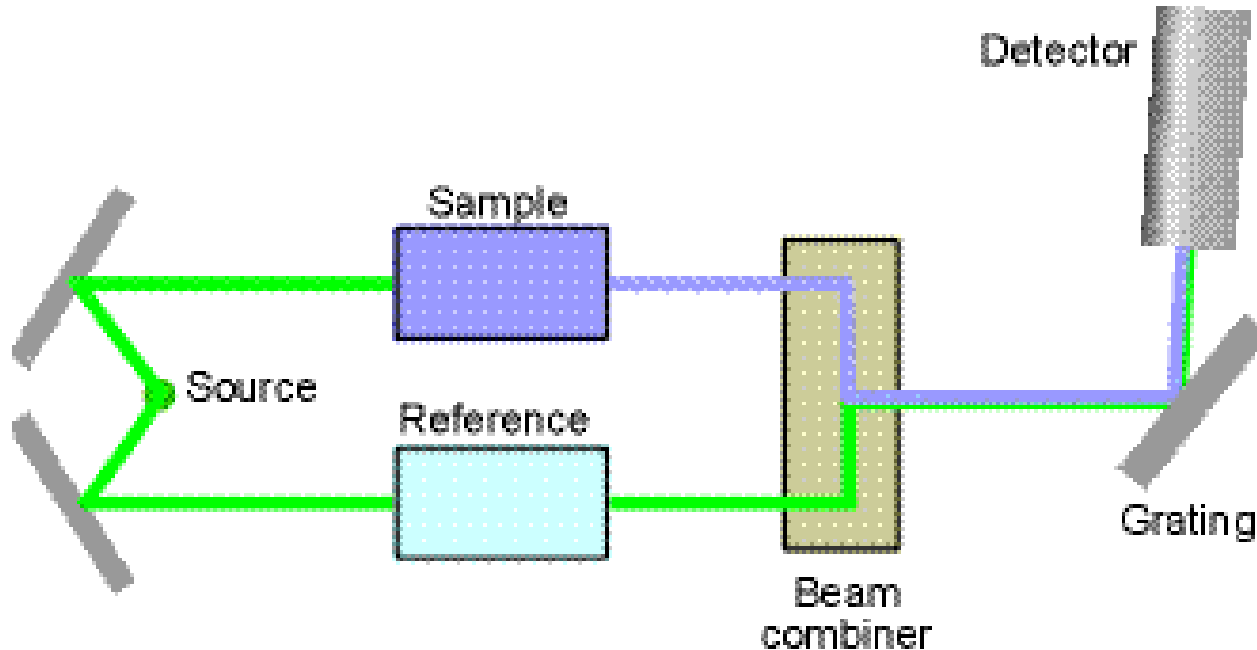 Detector
Sample
Source
Reference
Grating
Beam
combiner